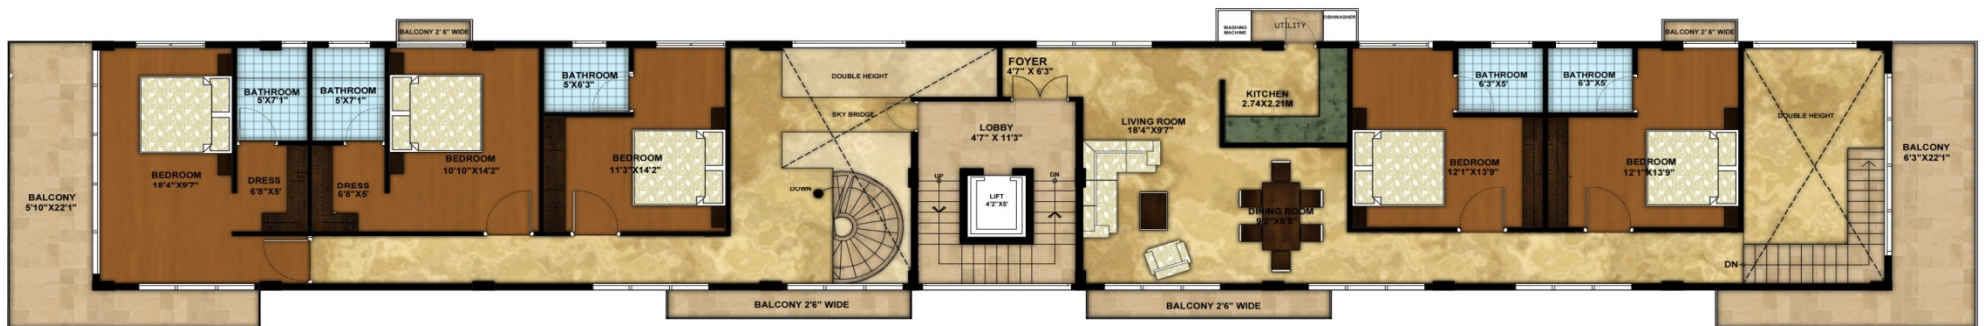 BALCONY
5'10"X22'1"
BEDROOM
18'4"X9'7"
BATHROOM
5'X7'1"
DRESS
6'8"X5'
BATHROOM
5'X7'1"
DRESS
6'8"X5'
BALCONY 2' 6" WIDE
BEDROOM
10'10"X14'2"
BATHROOM
5'X6'3"
BEDROOM
11'3"X14'2"
DOUBLE HEIGHT
SKY BRIDGE
DOWN
BALCONY 2'6" WIDE
LOBBY
4'7" X 11'3"
UP
DN
LIFT
4'2"X5'
FOYER
4'7" X 6'3"
LIVING ROOM
18'4"X9'7"
WASHING
MACHINE
UTILITY
DISHWASHER
KITCHEN
2.74X2.21M
DINING ROOM
BALCONY 2'6" WIDE
BATHROOM
6'3"X5'
BEDROOM
12'1"X13'9"
BATHROOM
6'3"X5'
BALCONY 2' 6" WIDE
BEDROOM
12'1"X13'9"
DOUBLE HEIGHT
DN
BALCONY
6'3"X22'1"